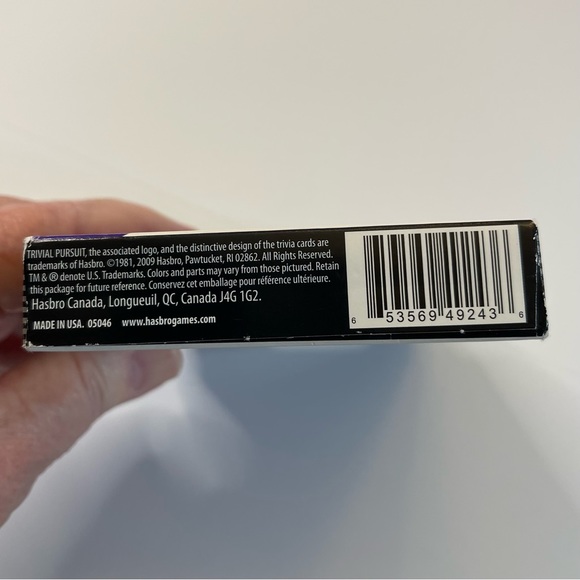 TRIVIAL PURSUIT, the associated logo, and the distinctive design of the trivia cards are
trademarks of Hasbro. ©1981, 2009 Hasbro, Pawtucket, RI 02862. All Rights Reserved.
TM & ® denote U.S. Trademarks. Colors and parts may vary from those pictured. Retain
this package for future reference. Conservez cet emballage pour référence ultérieure.
Hasbro Canada, Longueuil, QC, Canada J4G 1G2.
MADE IN USA. 05046 www.hasbrogames.com
6 53569 49243 6